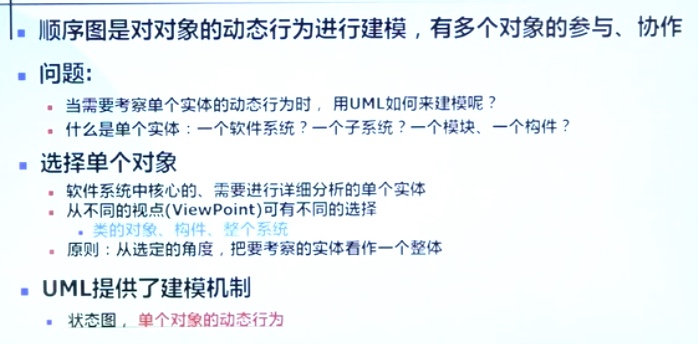 顺序图是对对象的动态行为进行建模，有多个对象的参与、协作
问题:
当需要考察单个实体的动态行为时，用UML如何来建模呢？
什么是单个实体：一个软件系统？一个子系统？一个模块、一个构件？
选择单个对象
软件系统中核心的、需要进行详细分析的单个实体
从不同的视点(ViewPoint)可有不同的选择
类的对象、构件、整个系统
原则：从选定的角度，把要考察的实体看作一个整体
UML提供了建模机制
状态图，单个对象的动态行为